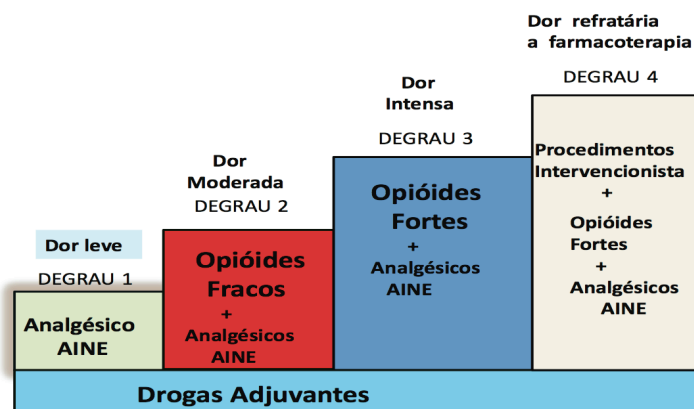 Dor leve
DEGRAU 1
Analgésico
AINE
Dor
Moderada
DEGRAU 2
Opióides
Fracos
+
Analgésicos
AINE
Dor
Intensa
DEGRAU 3
Opióides
Fortes
+
Analgésicos
AINE
Dor refratária
a farmacoterapia
DEGRAU 4
Procedimentos
Intervencionista
+
Opióides
Fortes
+
Analgésicos
AINE
Drogas Adjuvantes